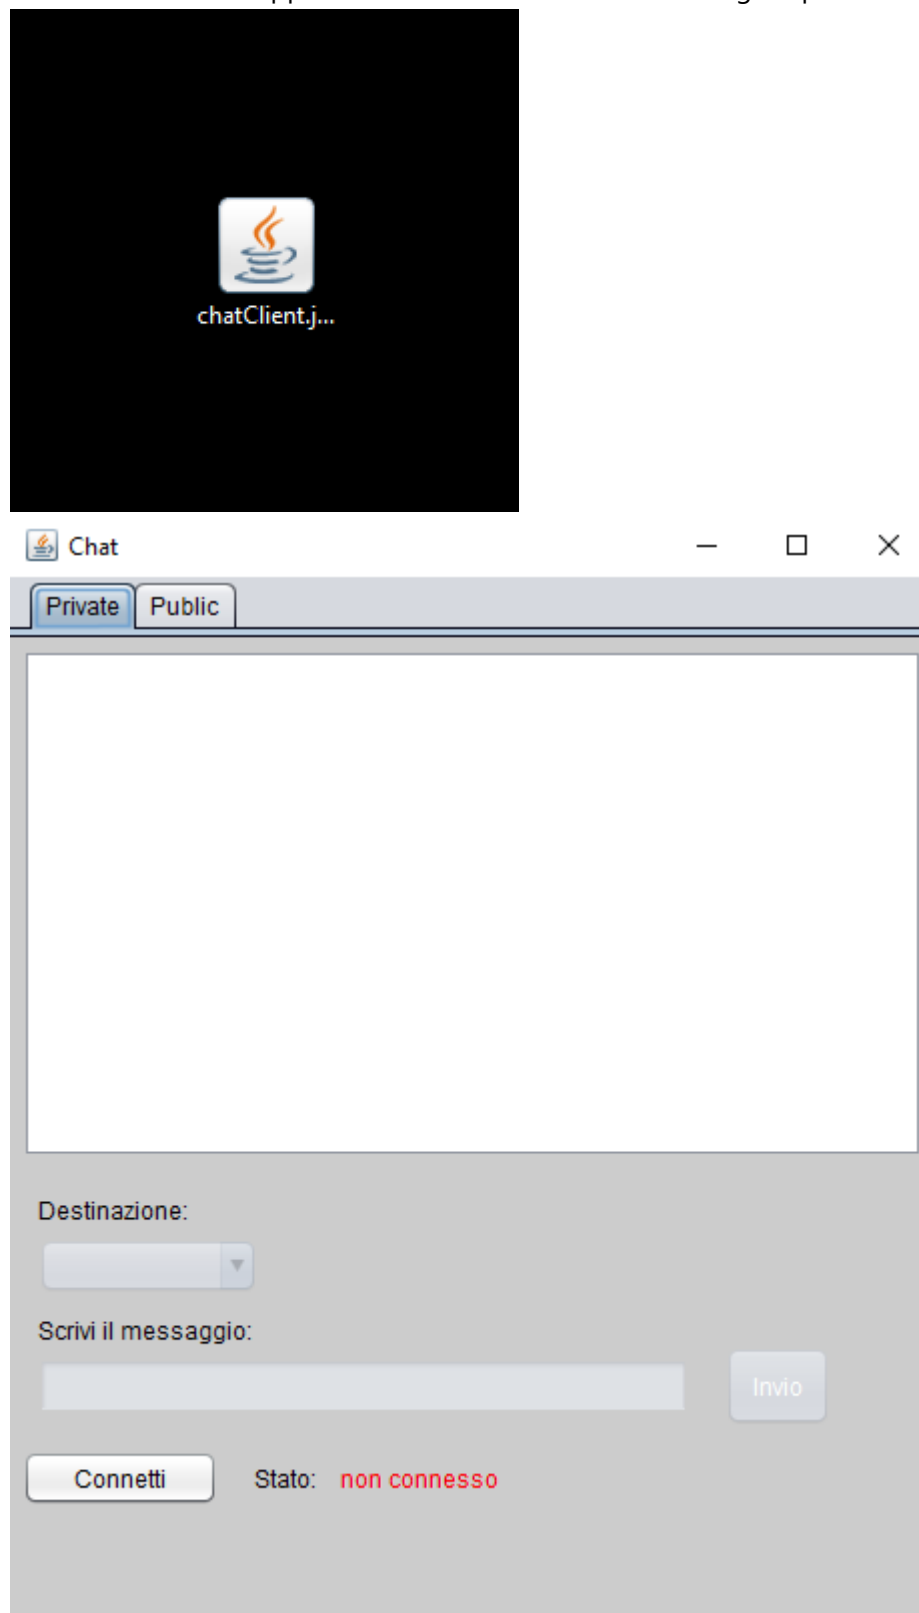 chatClient.j...
Chat
Private Public
Destinazione:
Scrivi il messaggio:
Invio
Connetti Stato: non connesso